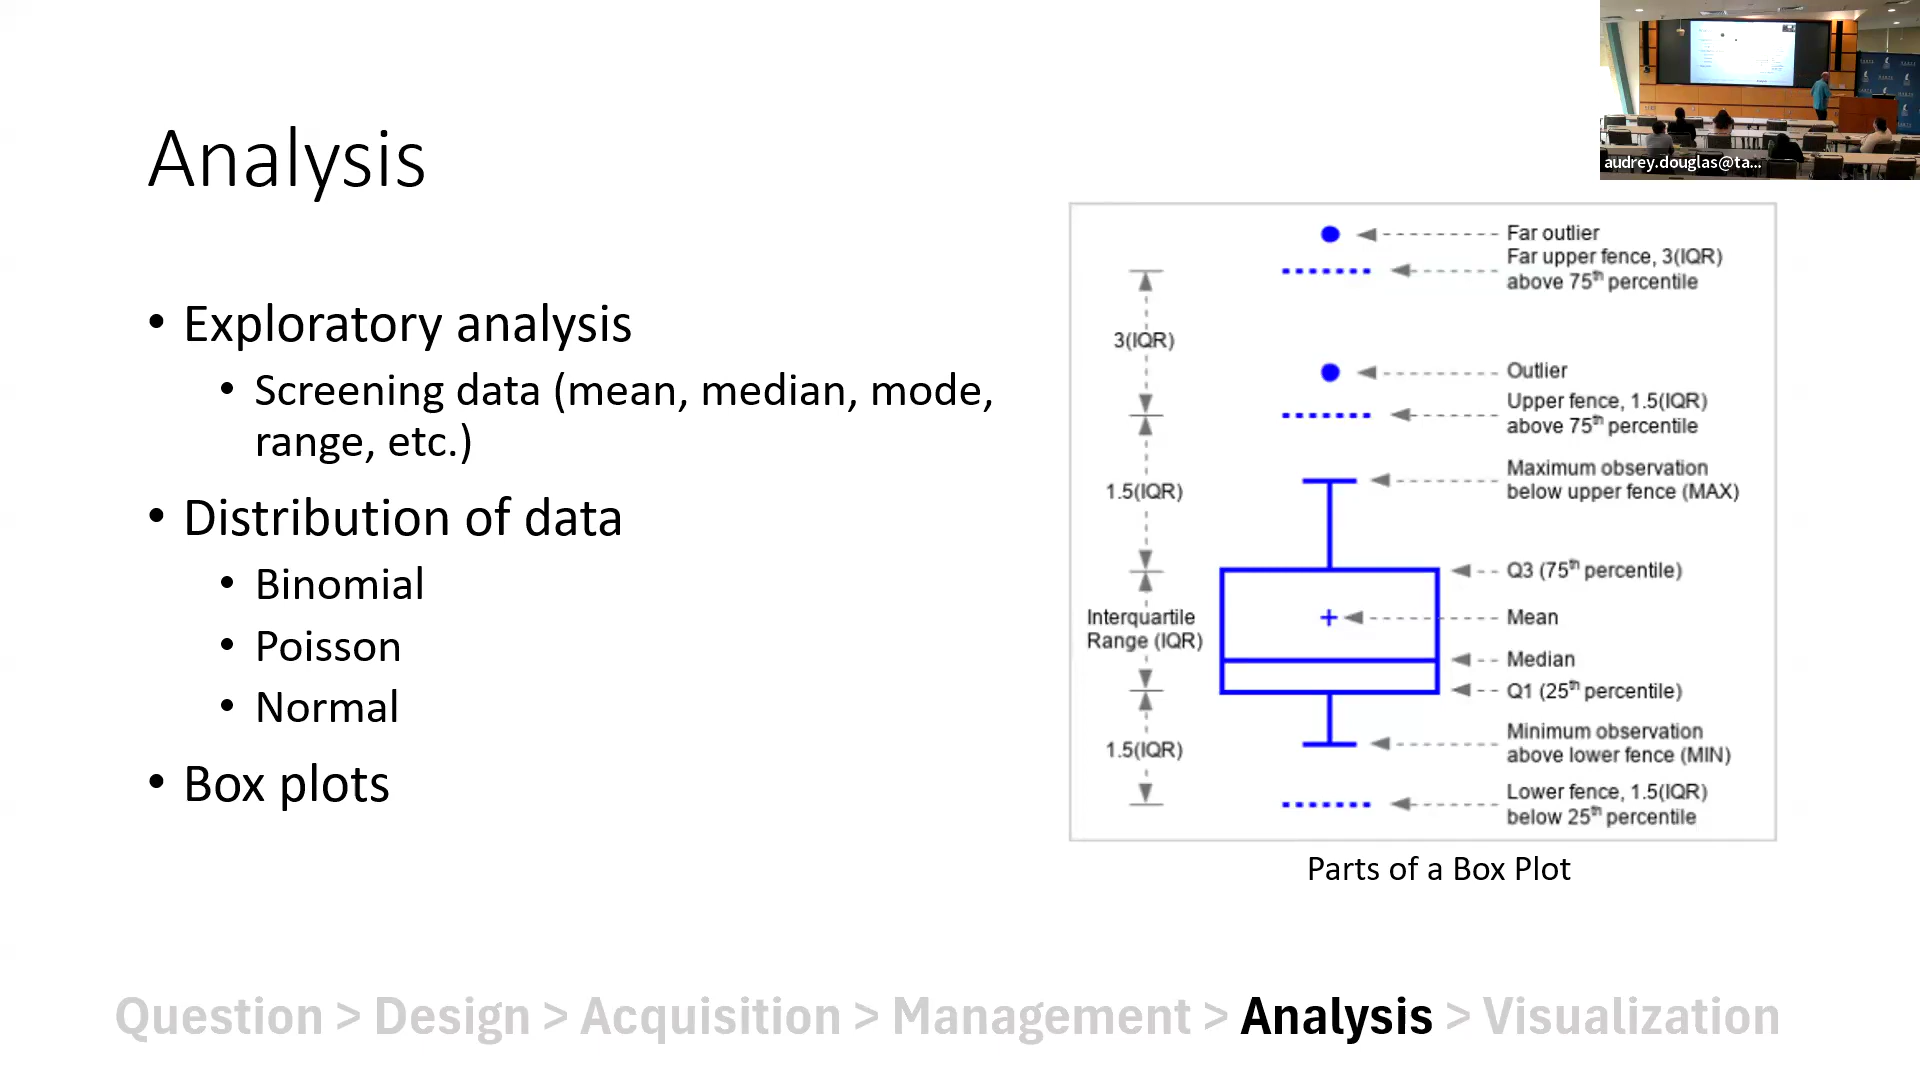 audrey.douglas@ta...
Analysis
• Exploratory analysis
• Screening data (mean, median, mode,
range, etc.)
• Distribution of data
• Binomial
• Poisson
• Normal
• Box plots
3(IQR)
1.5(IQR)
Interquartile
Range (IQR)
1.5(IQR)
Far outlier
Far upper fence, 3(IQR)
above 75th percentile
Outlier
Upper fence, 1.5(IQR)
above 75th percentile
Maximum observation
below upper fence (MAX)
Q3 (75th percentile)
Mean
Median
Q1 (25th percentile)
Minimum observation
above lower fence (MIN)
Lower fence, 1.5(IQR)
below 25th percentile
Parts of a Box Plot
Question > Design > Acquisition > Management > Analysis > Visualization